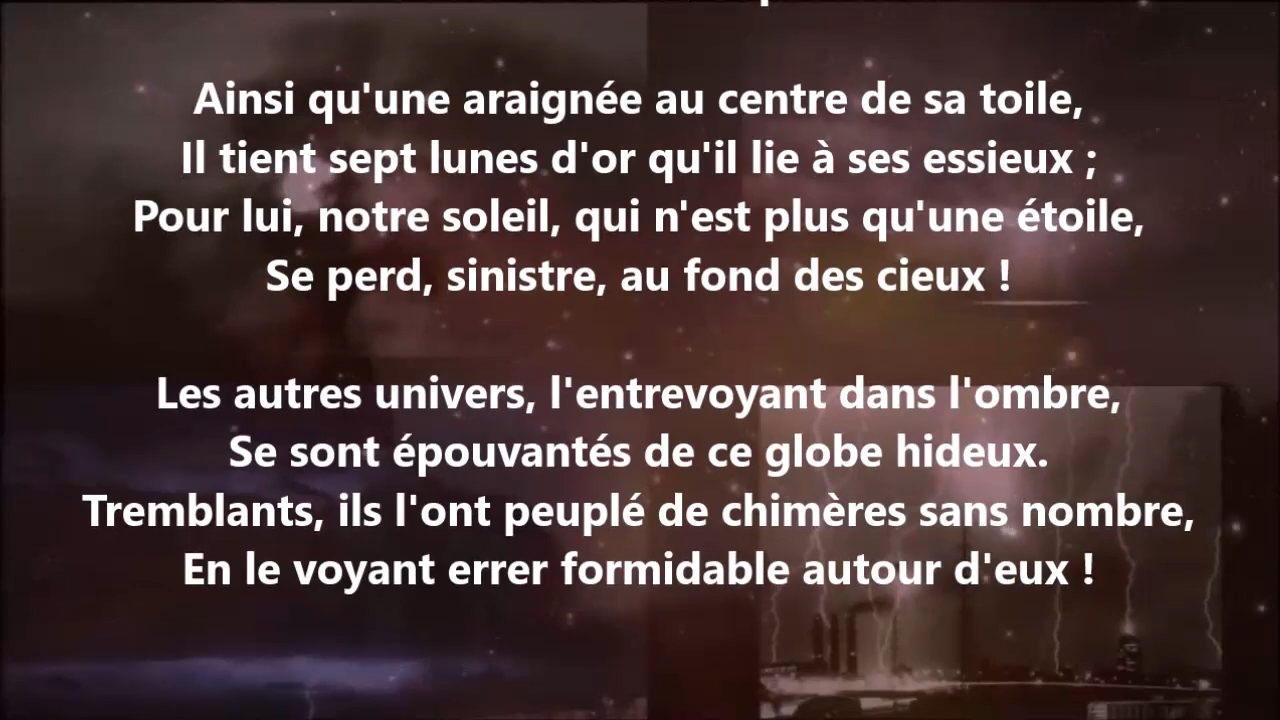 Ainsi qu'une araignée au centre de sa toile,
Il tient sept lunes d'or qu'il lie à ses essieux ;
Pour lui, notre soleil, qui n'est plus qu'une étoile,
Se perd, sinistre, au fond des cieux !
Les autres univers, l'entrevoyant dans l'ombre,
Se sont épouvantés de ce globe hideux.
Tremblants, ils l'ont peuplé de chimères sans nombre,
En le voyant errer formidable autour d'eux !